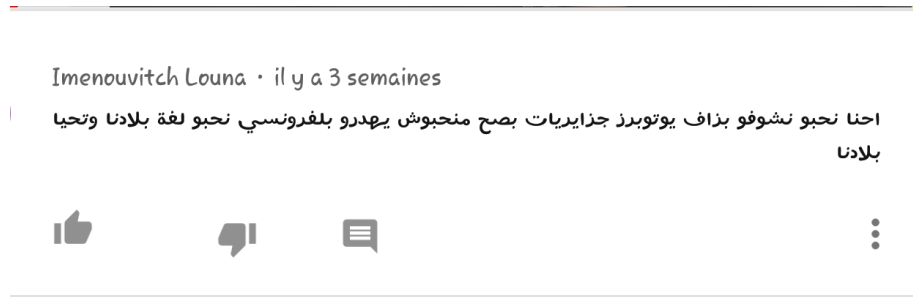 Imenouvitch Louna · il y a 3 semaines
احنا نحبو نشوفو بزاف يوتوبرز جزايريات بصح منحبوش يهدرو بلفرونسي نحبو لغة بلادنا وتحيا
بلادنا